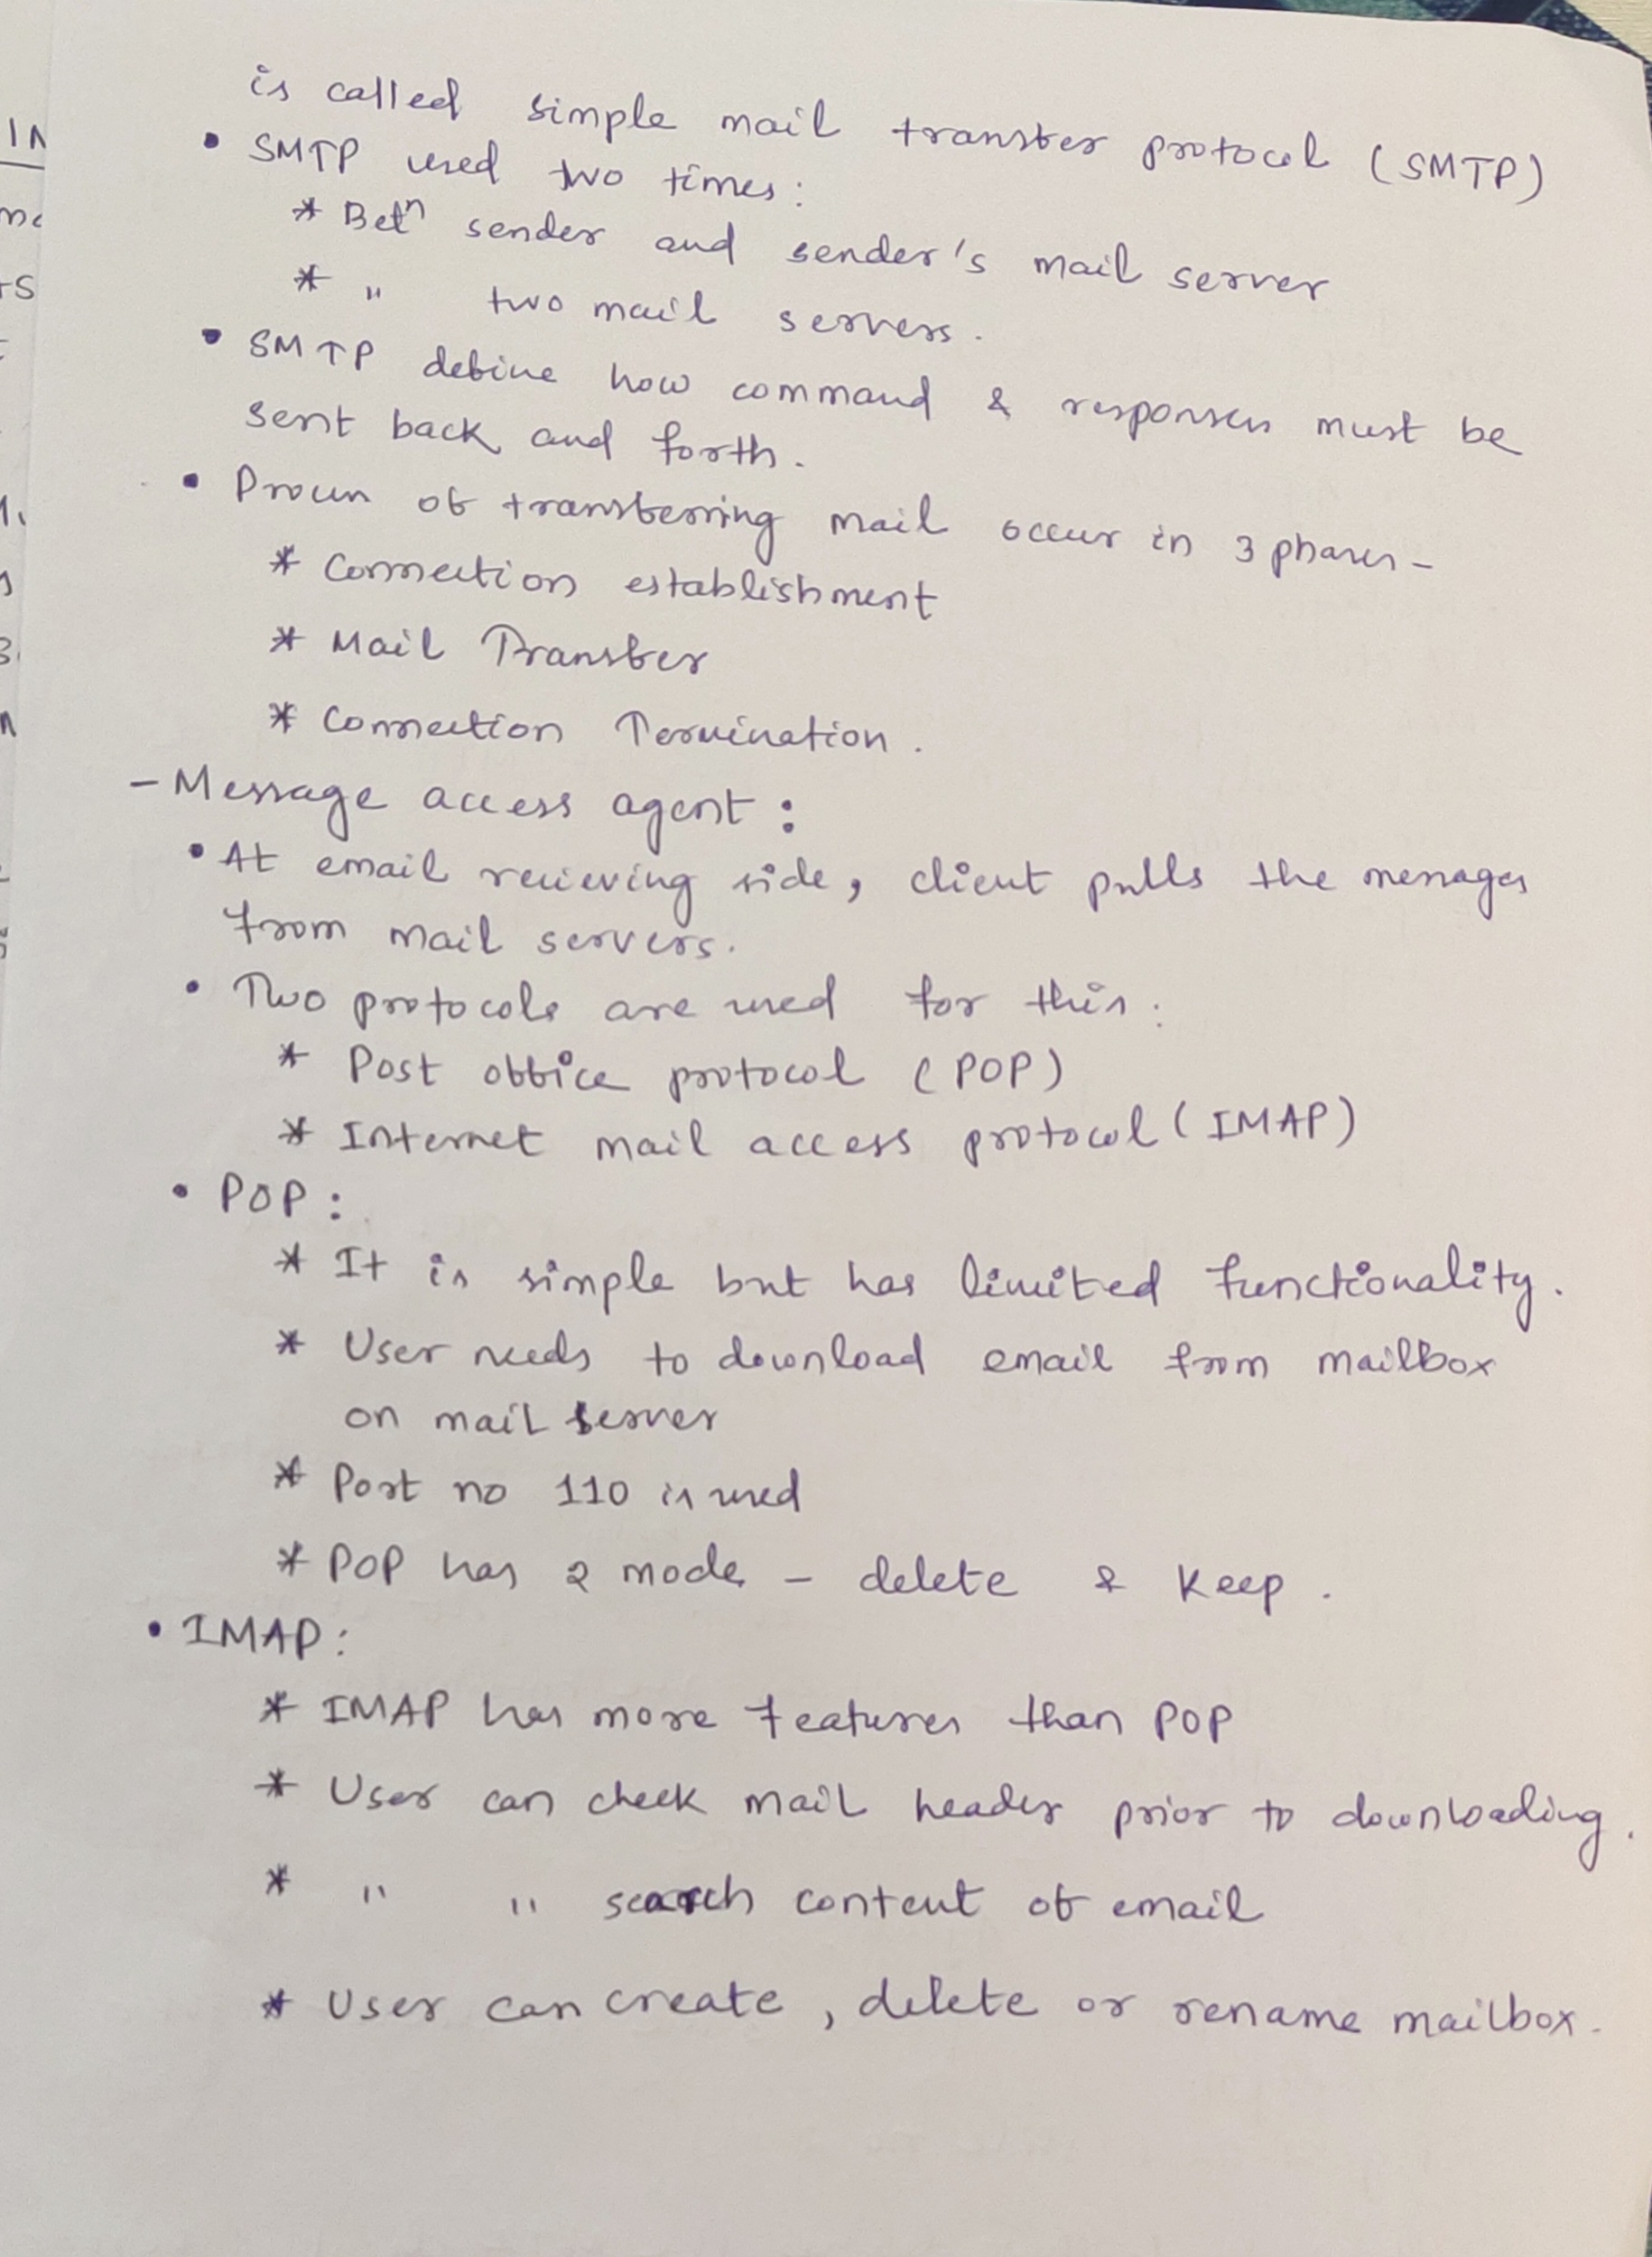 is called simple mail transfer protocol (SMTP)
• SMTP used two times:
* Betⁿ sender and sender's mail server
* " two mail servers.
• SMTP define how command & responses must be
sent back and forth.
• Process of transferring mail occur in 3 phases -
* Connection establishment
* Mail Transfer
* Connection Termination.
- Message access agent:
• At email recieving side, client pulls the messages
from mail servers.
• Two protocols are used for this:
* Post office protocol (POP)
* Internet mail access protocol (IMAP)
• POP:
* It is simple but has limited functionality.
* User needs to download email from mailbox
on mail server
* Port no 110 is used
* POP has 2 mode - delete & keep.
• IMAP:
* IMAP has more features than POP
* User can check mail header prior to downloading.
* " " search content of email
* User can create, delete or rename mailbox.